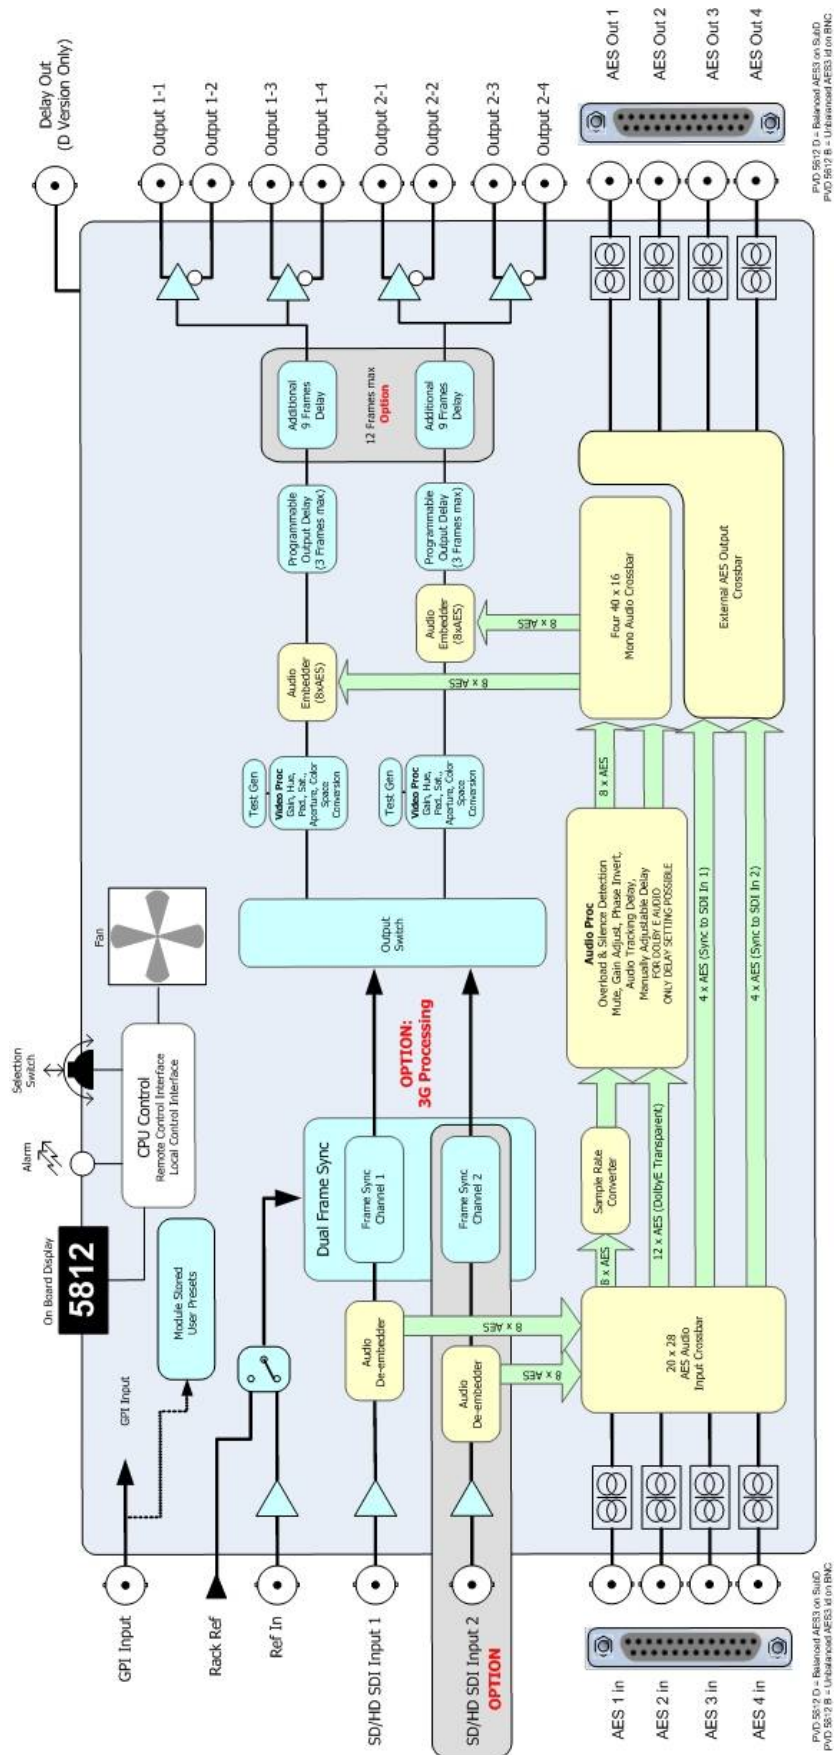 On Board Display
5812
Alarm
Selection
Switch
Fan
Delay Out
(D Version Only)
GPI Input
GPI Input
Module Stored
User Presets
CPU Control
Remote Control Interface
Local Control Interface
Rack Ref
Ref In
Dual Frame Sync
SD/HD SDI Input 1
Audio
De-embedder
Frame Sync
Channel 1
OPTION:
3G Processing
Output
Switch
Test Gen
Video Proc
Gain, Hue,
Ped., Sat.,
Aperture, Color
Space
Conversion
Audio
Embedder
(8xAES)
Programmable
Output Delay
(3 Frames max)
Additional
9 Frames
Delay
12 Frames max
Option
Output 1-1
Output 1-2
Output 1-3
Output 1-4
SD/HD SDI Input 2
OPTION
Audio
De-embedder
Frame Sync
Channel 2
Test Gen
Video Proc
Gain, Hue,
Ped., Sat.,
Aperture, Color
Space
Conversion
Audio
Embedder
(8xAES)
Programmable
Output Delay
(3 Frames max)
Additional
9 Frames
Delay
Output 2-1
Output 2-2
Output 2-3
Output 2-4
8 x AES
8 x AES
8 x AES
8 x AES
AES 1 in
AES 2 in
AES 3 in
AES 4 in
20 x 28
AES Audio
Input Crossbar
8 x AES
Sample Rate
Converter
12 x AES (DolbyE Transparent)
4 x AES (Sync to SDI In 1)
4 x AES (Sync to SDI In 2)
Audio Proc
Overload & Silence Detection
Mute, Gain Adjust, Phase Invert,
Audio Tracking Delay,
Manually Adjustable Delay
FOR DOLBY E AUDIO
ONLY DELAY SETTING POSSIBLE
8 x AES
Four 40 x 16
Mono Audio Crossbar
External AES Output
Crossbar
AES Out 1
AES Out 2
AES Out 3
AES Out 4
PVD 5812 D = Balanced AES3 on SubD
PVD 5812 B = Unbalanced AES3 id on BNC
PVD 5812 D = Balanced AES3 on SubD
PVD 5812 B = Unbalanced AES3 id on BNC